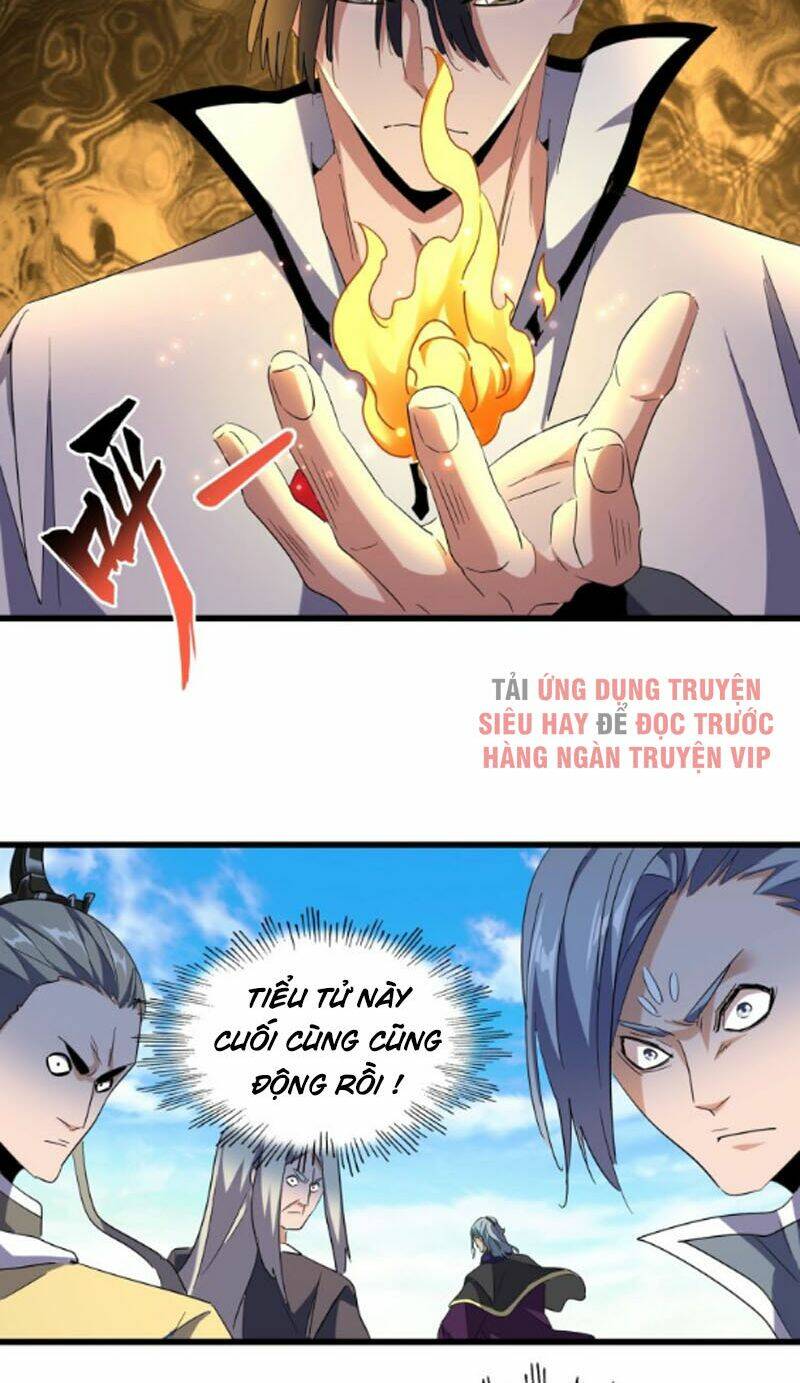 叭
TẢI ỨNG DỤNG TRUYỆN
SIÊU HAY ĐỂ ĐỌC TRƯỚC
HÀNG NGÀN TRUYỆN VIP
TIỂU TỬ NÀY
CUỐI CÙNG CŨNG
ĐỘNG RỒI !